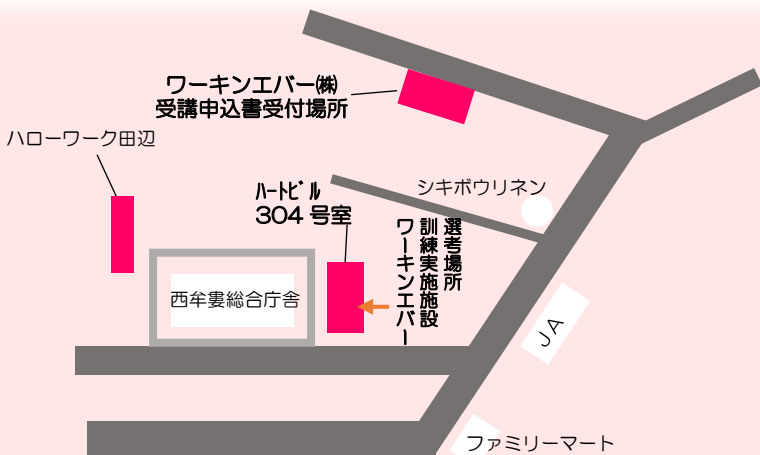 ワーキンエバー㈱
受講申込書受付場所
ハローワーク田辺
ハートビル
304号室
シキボウリネン
選考場所
訓練実施施設
ワーキンエバー
西牟婁総合庁舎
JA
ファミリーマート